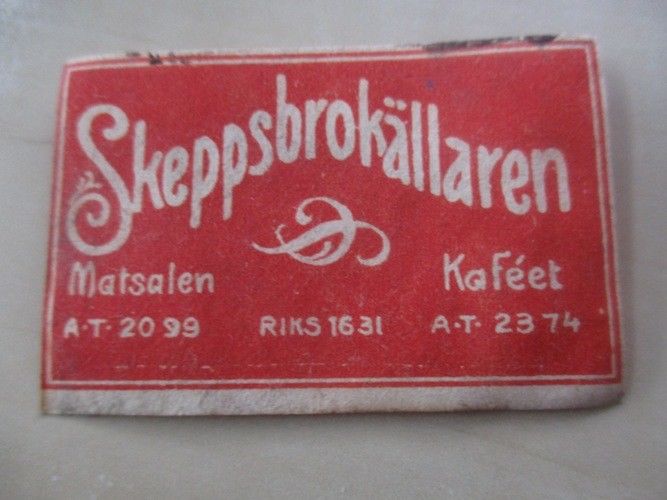 Skeppsbrokällaren
Matsalen Kaféet
A·T· 20 99 RIKS 1631 A·T· 23 74